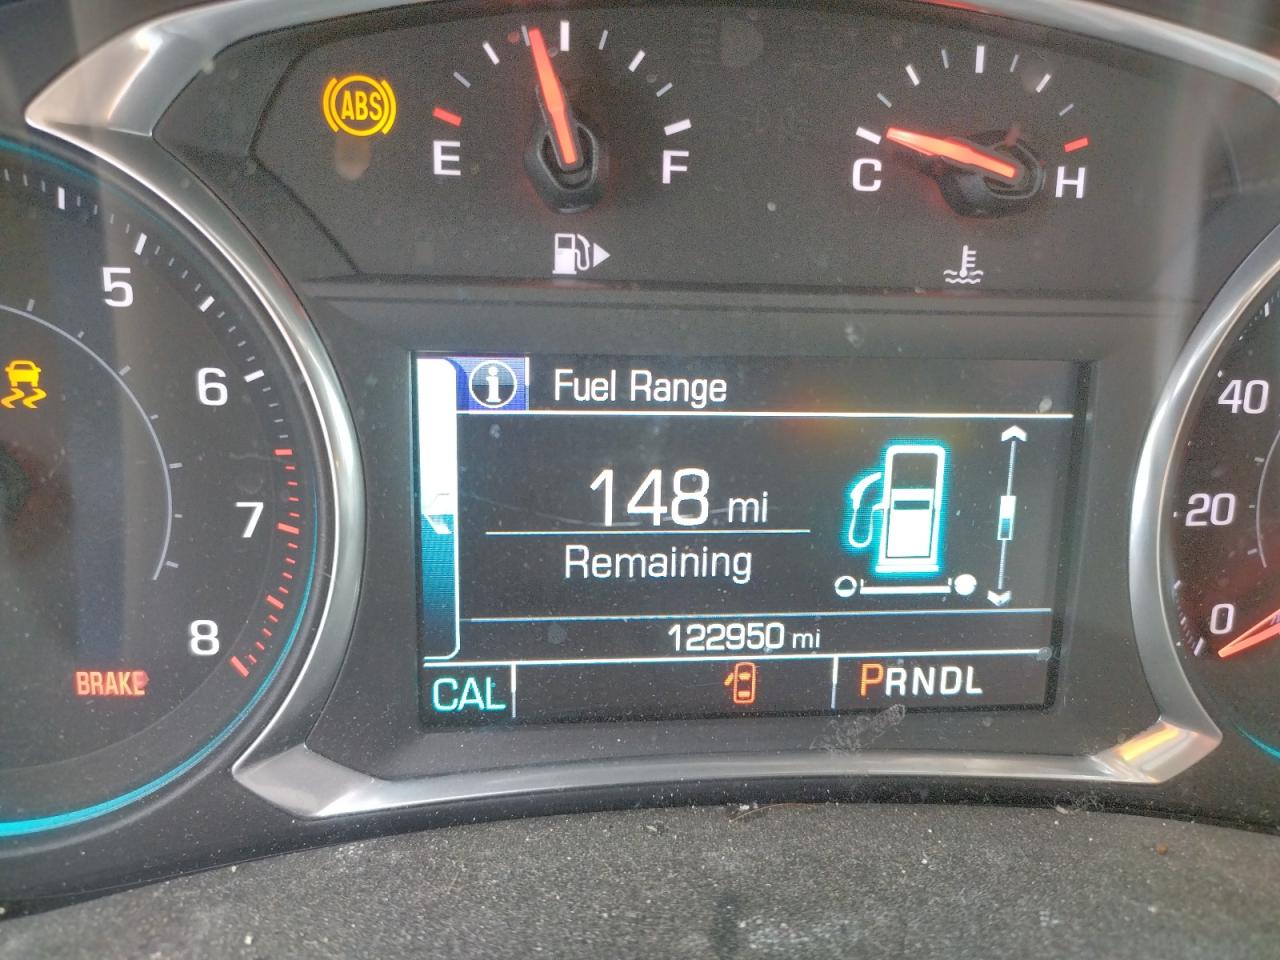 ABS
E F
C H
5
6
7
8
BRAKE
i Fuel Range
148 mi
Remaining
122950 mi
CAL
PRNDL
40
20
0